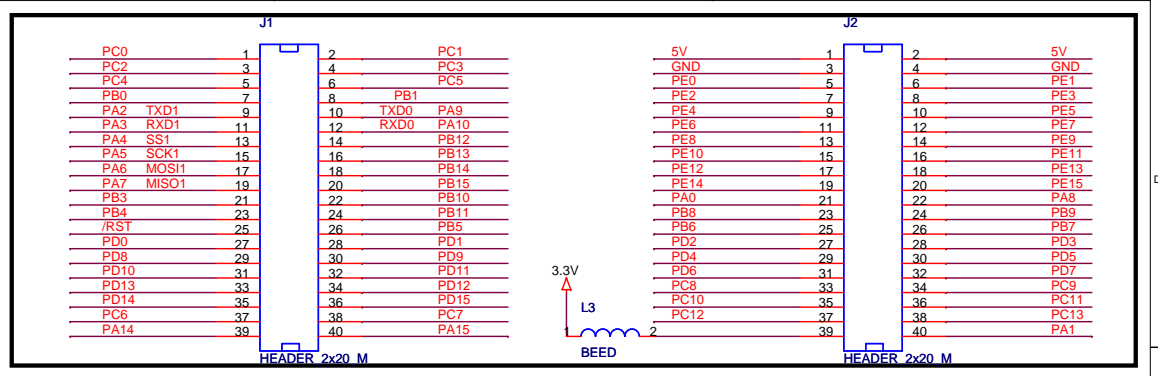 J1 J2
PC0 1 2 PC1 5V 1 2 5V
PC2 3 4 PC3 GND 3 4 GND
PC4 5 6 PC5 PE0 5 6 PE1
PB0 7 8 PB1 PE2 7 8 PE3
PA2 TXD1 9 10 TXD0 PA9 PE4 9 10 PE5
PA3 RXD1 11 12 RXD0 PA10 PE6 11 12 PE7
PA4 SS1 13 14 PB12 PE8 13 14 PE9
PA5 SCK1 15 16 PB13 PE10 15 16 PE11
PA6 MOSI1 17 18 PB14 PE12 17 18 PE13
PA7 MISO1 19 20 PB15 PE14 19 20 PE15
PB3 21 22 PB10 PA0 21 22 PA8
PB4 23 24 PB11 PB8 23 24 PB9
/RST 25 26 PB5 PB6 25 26 PB7
PD0 27 28 PD1 PD2 27 28 PD3
PD8 29 30 PD9 PD4 29 30 PD5
PD10 31 32 PD11 3.3V PD6 31 32 PD7
PD13 33 34 PD12 PC8 33 34 PC9
PD14 35 36 PD15 L3 PC10 35 36 PC11
PC6 37 38 PC7 PC12 37 38 PC13
PA14 39 40 PA15 1 2 39 40 PA1
BEED
HEADER_2x20_M HEADER_2x20_M